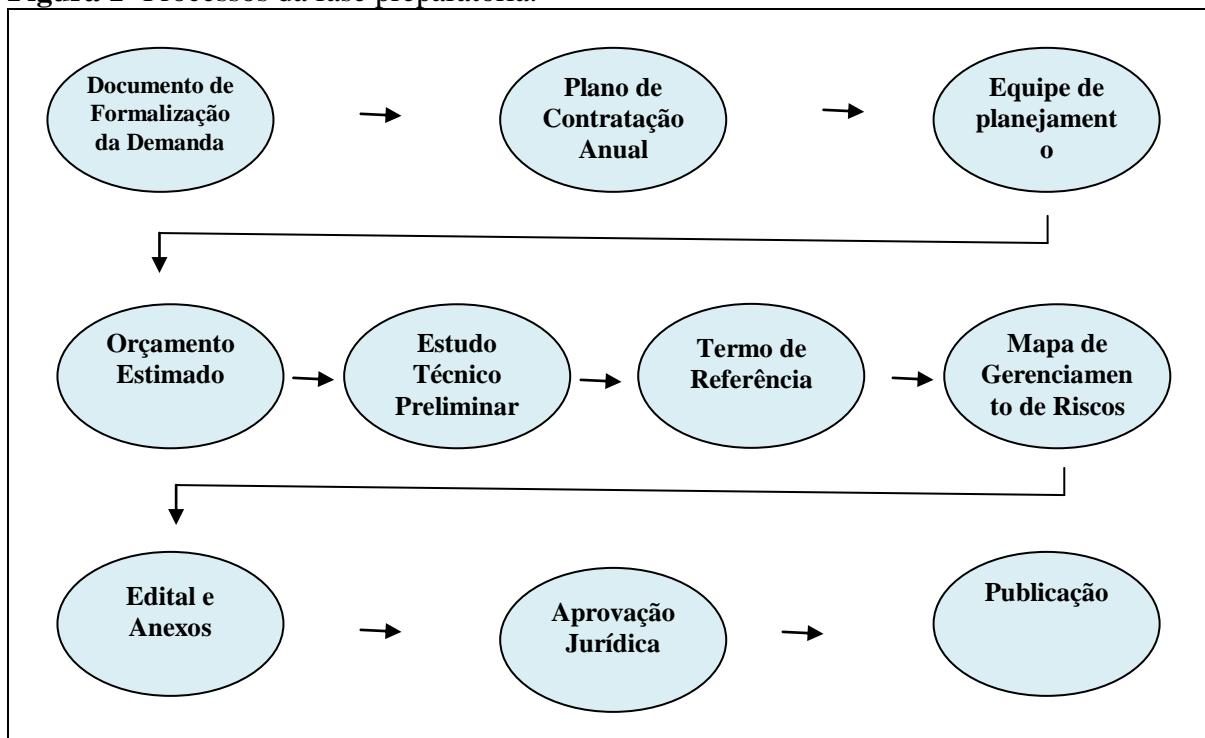 Figura 1- Processos da fase preparatória.
Documento de
Formalização
da Demanda
Plano de
Contratação
Anual
Equipe de
planejament
o
Orçamento
Estimado
Estudo
Técnico
Preliminar
Termo de
Referência
Mapa de
Gerenciamen
to de Riscos
Edital e
Anexos
Aprovação
Jurídica
Publicação